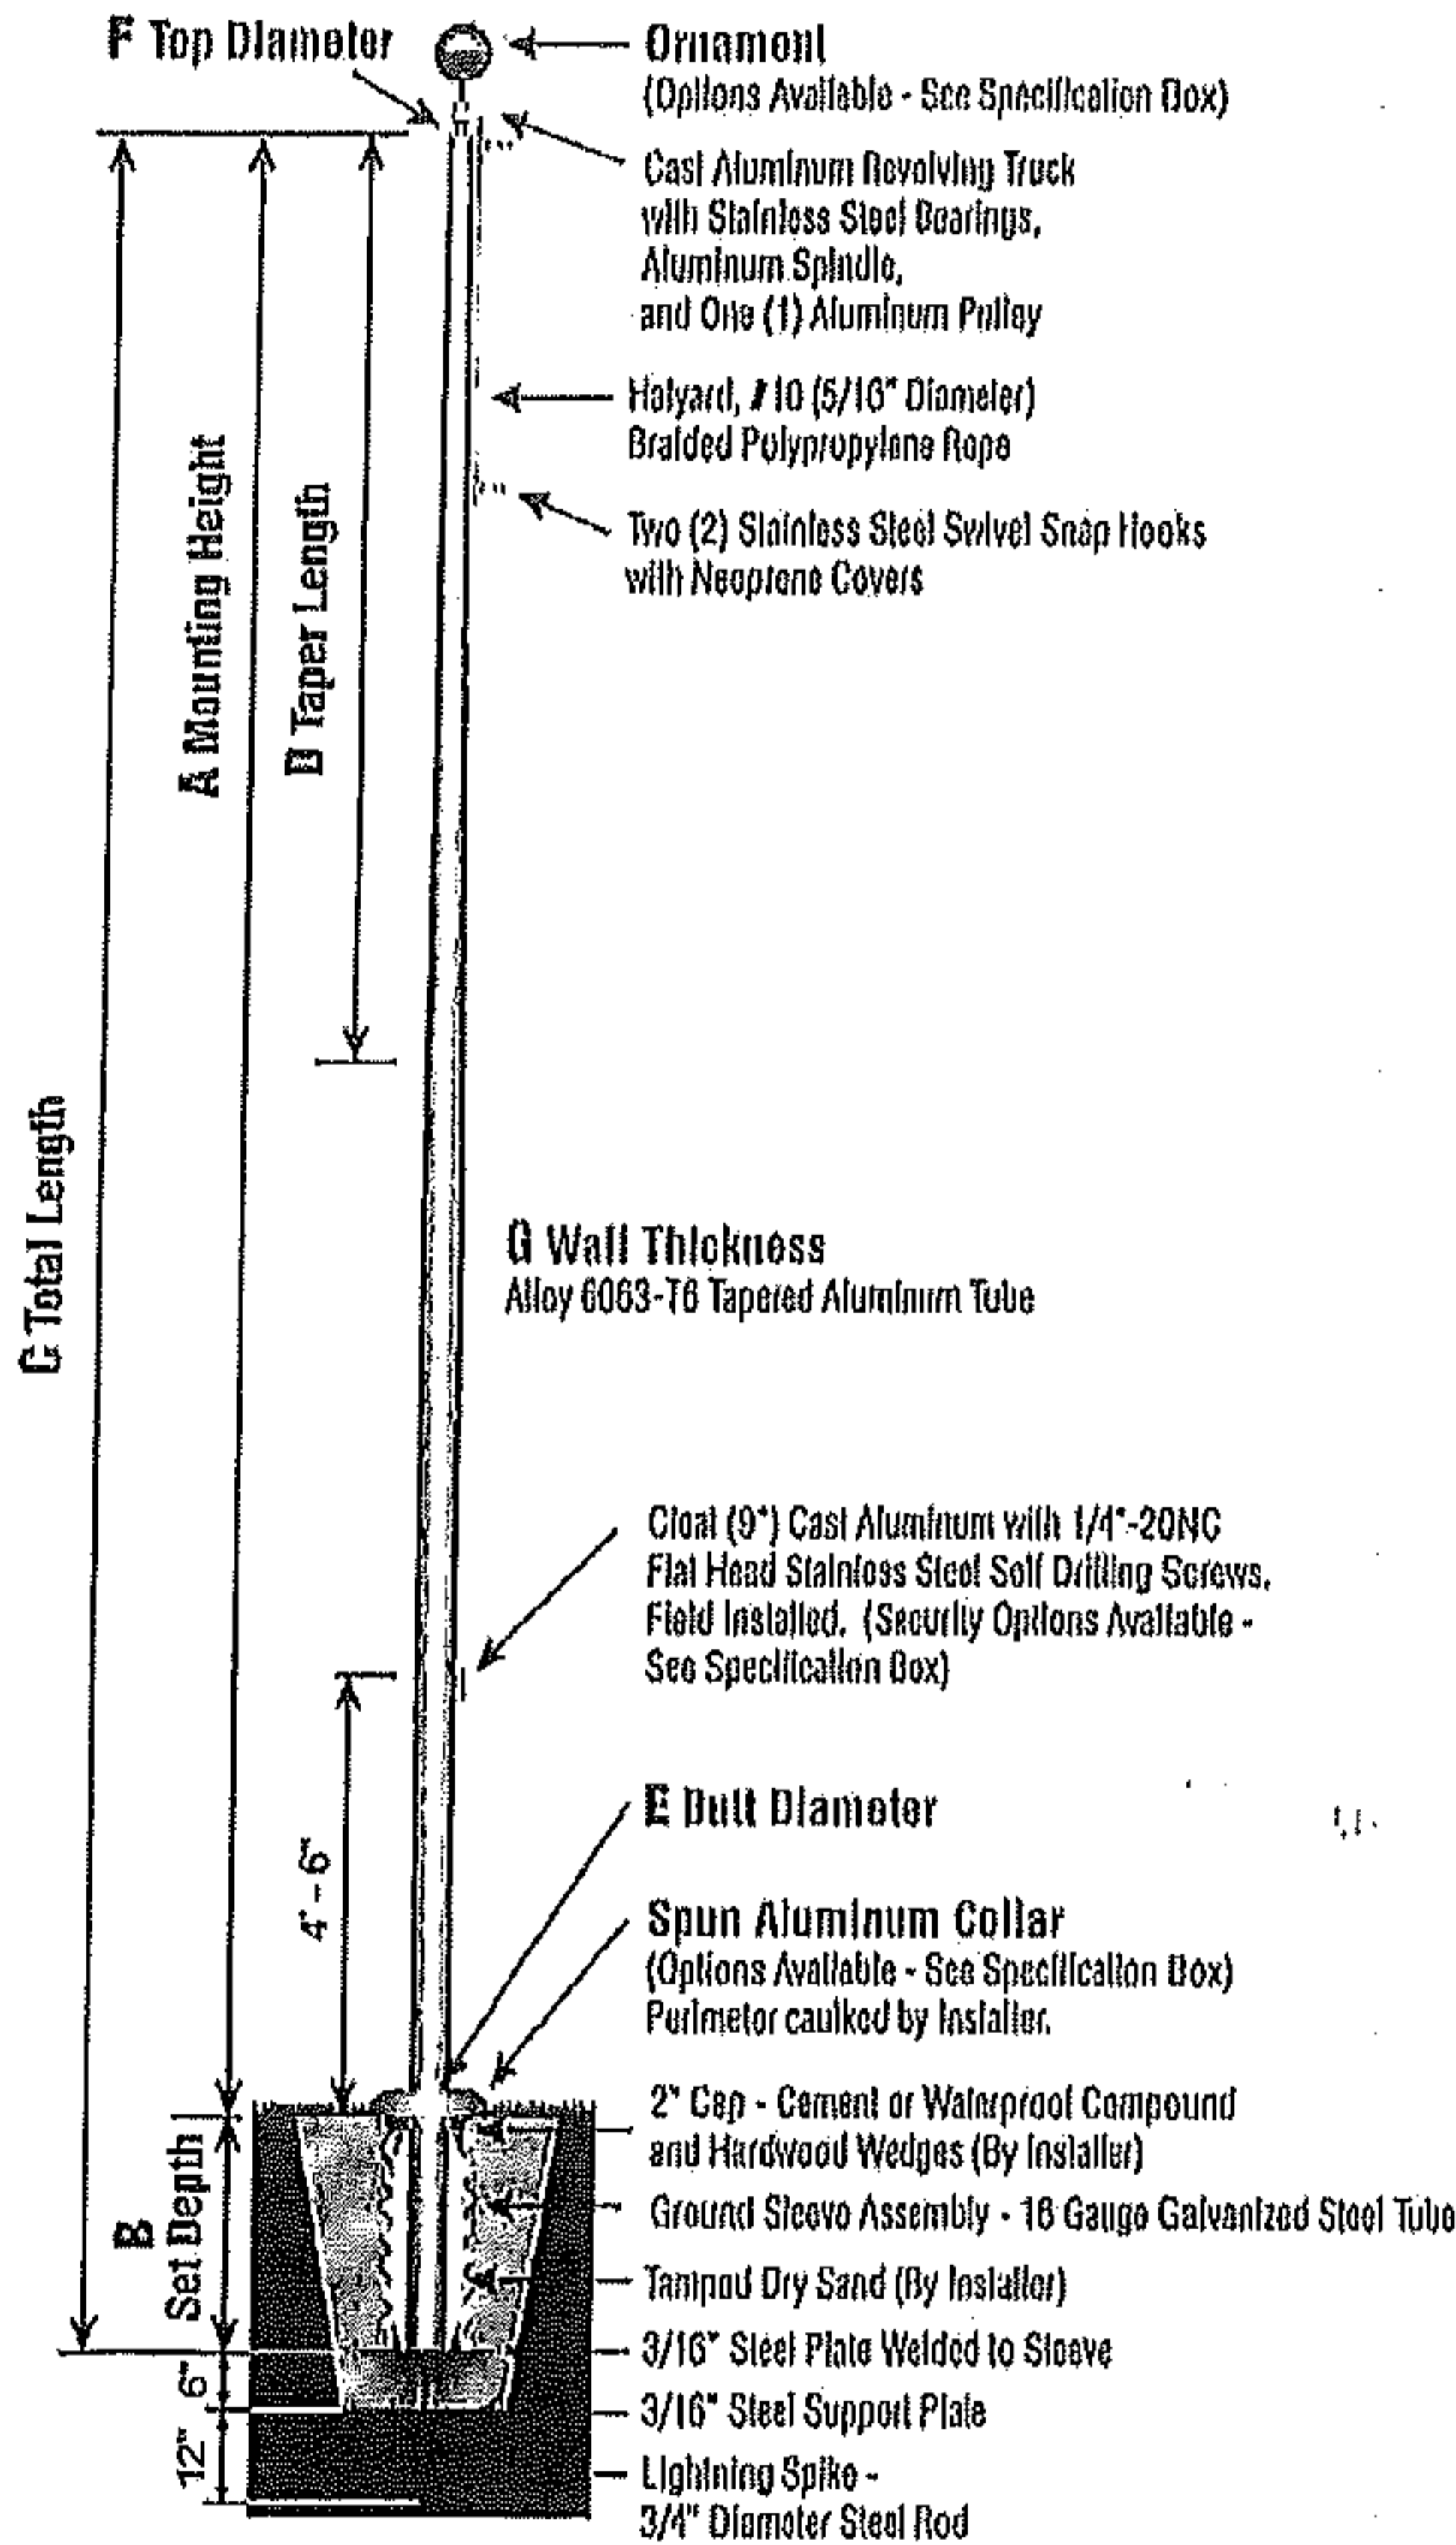 F Top Diameter
Ornament
(Options Available - See Specification Box)
Cast Aluminum Revolving Truck
with Stainless Steel Bearings,
Aluminum Spindle,
and One (1) Aluminum Pulley
Halyard, #10 (5/16" Diameter)
Braided Polypropylene Rope
Two (2) Stainless Steel Swivel Snap Hooks
with Neoprene Covers
A Mounting Height
D Taper Length
C Total Length
G Wall Thickness
Alloy 6063-T6 Tapered Aluminum Tube
Cleat (9") Cast Aluminum with 1/4"-20NC
Flat Head Stainless Steel Self Drilling Screws.
Field Installed. (Security Options Available -
See Specification Box)
4' - 6"
E Butt Diameter
Spun Aluminum Collar
(Options Available - See Specification Box)
Perimeter caulked by Installer.
2" Cap - Cement or Waterproof Compound
and Hardwood Wedges (By Installer)
B
Set Depth
Ground Sleeve Assembly - 16 Gauge Galvanized Steel Tube
Tamped Dry Sand (By Installer)
3/16" Steel Plate Welded to Sleeve
6"
3/16" Steel Support Plate
12"
Lightning Spike -
3/4" Diameter Steel Rod